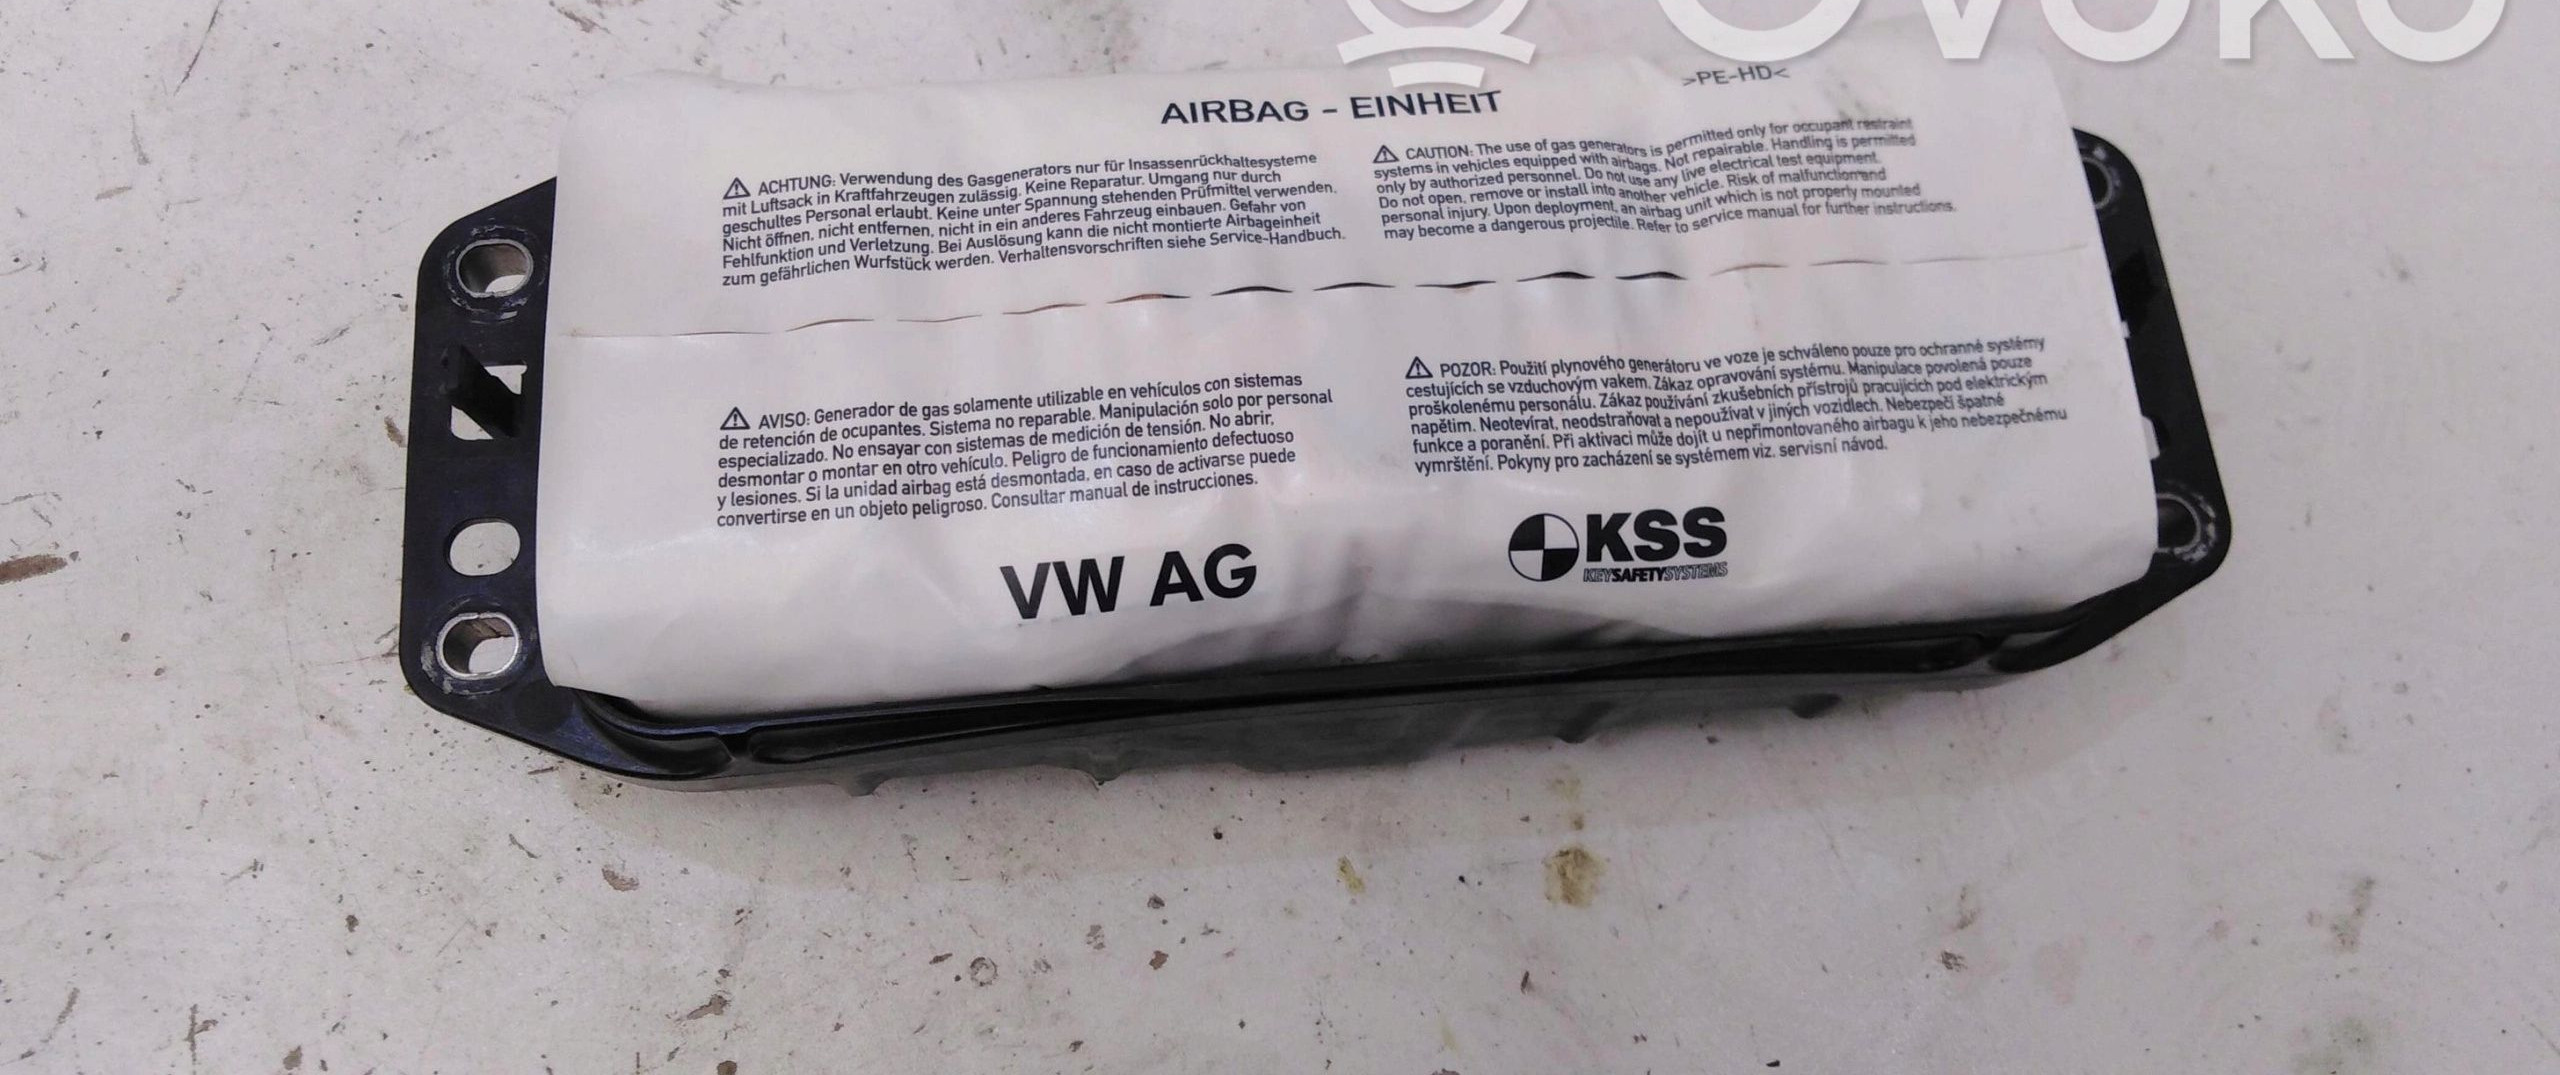 OVOKO
>PE-HD<
AIRBAG - EINHEIT
ACHTUNG: Verwendung des Gasgenerators nur für Insassenrückhaltesysteme
mit Luftsack in Kraftfahrzeugen zulässig. Keine Reparatur. Umgang nur durch
geschultes Personal erlaubt. Keine unter Spannung stehenden Prüfmittel verwenden.
Nicht öffnen, nicht entfernen, nicht in ein anderes Fahrzeug einbauen. Gefahr von
Fehlfunktion und Verletzung. Bei Auslösung kann die nicht montierte Airbageinheit
zum gefährlichen Wurfstück werden. Verhaltensvorschriften siehe Service-Handbuch.
CAUTION: The use of gas generators is permitted only for occupant restraint
systems in vehicles equipped with airbags. Not repairable. Handling is permitted
only by authorized personnel. Do not use any live electrical test equipment.
Do not open, remove or install into another vehicle. Risk of malfunction and
personal injury. Upon deployment, an airbag unit which is not property mounted
may become a dangerous projectile. Refer to service manual for further instructions.
AVISO: Generador de gas solamente utilizable en vehículos con sistemas
de retención de ocupantes. Sistema no reparable. Manipulación solo por personal
especializado. No ensayar con sistemas de medición de tensión. No abrir,
desmontar o montar en otro vehículo. Peligro de funcionamiento defectuoso
y lesiones. Si la unidad airbag está desmontada, en caso de activarse puede
convertirse en un objeto peligroso. Consultar manual de instrucciones.
POZOR: Použití plynového generátoru ve voze je schváleno pouze pro ochranné systémy
cestujících se vzduchovým vakem. Zákaz opravování systému. Manipulace povolená pouze
proškolenému personálu. Zákaz používání zkušebních přístrojů pracujících pod elektrickým
napětím. Neotevírat, neodstraňovat a nepoužívat v jiných vozidlech. Nebezpečí špatné
funkce a poranění. Při aktivaci může dojít u nepřimontovaného airbagu k jeho nebezpečnému
vymrštění. Pokyny pro zacházení se systémem viz. servisní návod.
VW AG
KSS
KEYSAFETYSYSTEMS